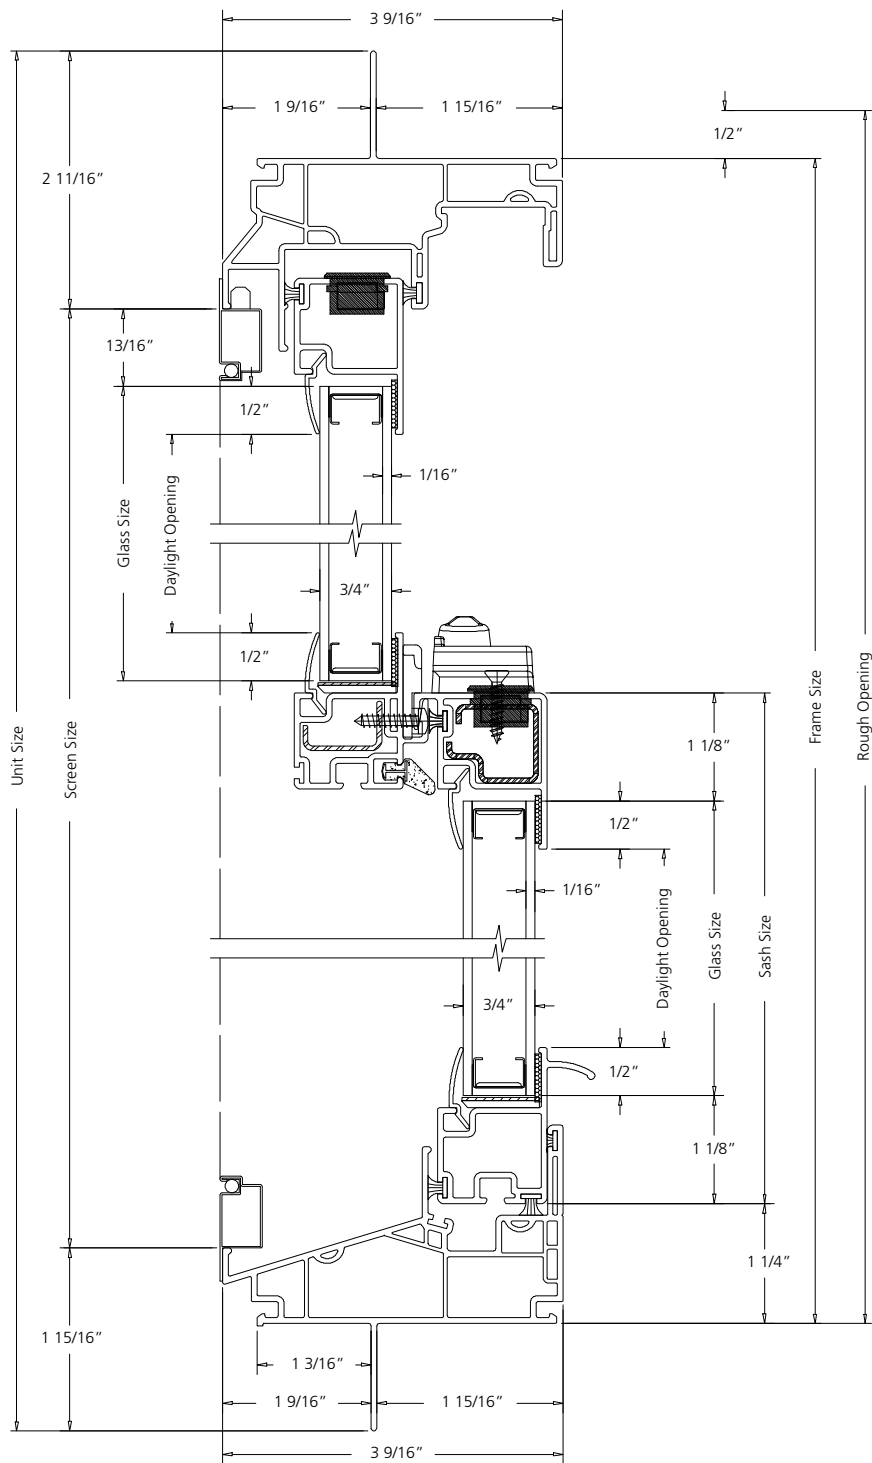 3 9/16”
1 9/16”
1 15/16”
1/2”
2 11/16”
13/16”
1/2”
1/16”
Glass Size
Daylight Opening
3/4”
1/2”
Unit Size
Screen Size
Frame Size
Rough Opening
1 1/8”
1/2”
1/16”
Daylight Opening
Glass Size
Sash Size
3/4”
1/2”
1 1/8”
1 1/4”
1 15/16”
1 3/16”
1 9/16”
1 15/16”
3 9/16”